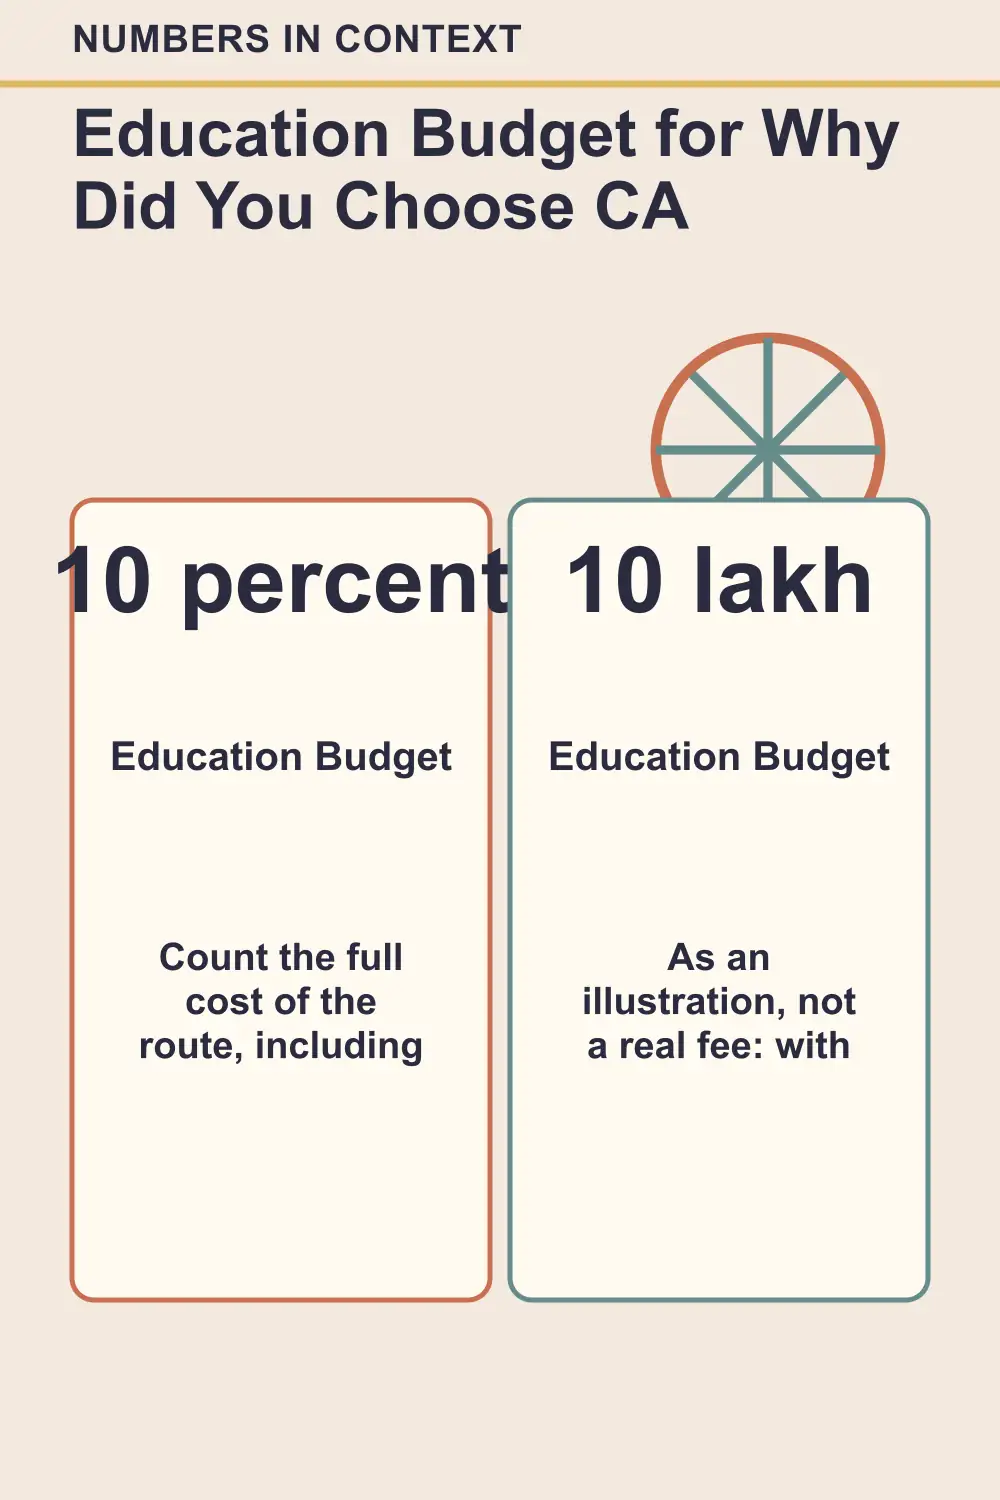 NUMBERS IN CONTEXT
Education Budget for Why
Did You Choose CA
10 percent
Education Budget
Count the full
cost of the
route, including
10 lakh
Education Budget
As an
illustration, not
a real fee: with